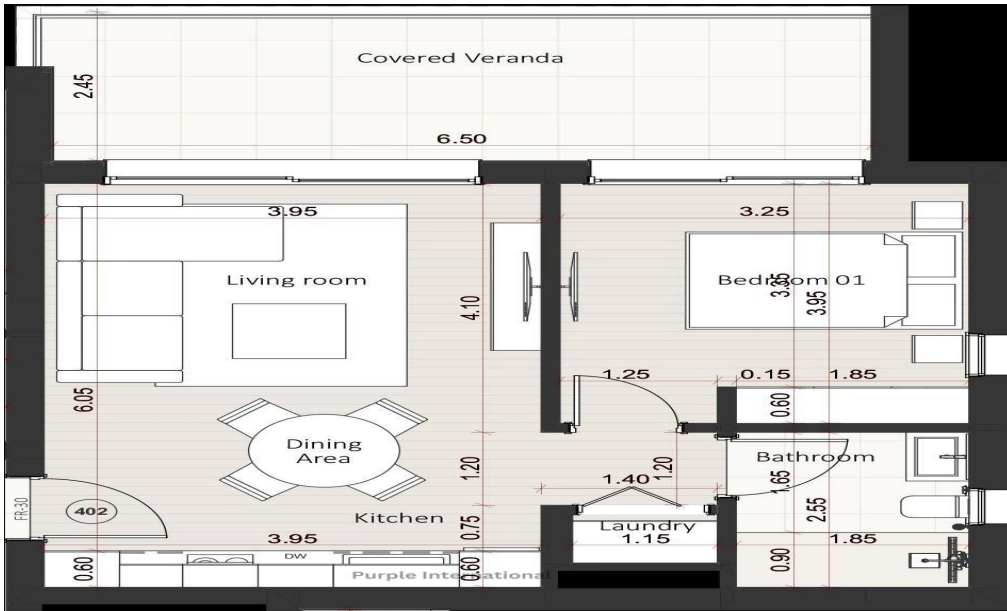 Covered Veranda
2.45
6.50
3.95
3.25
Living room
Bedroom 01
3.35
3.95
4.10
6.05
1.25
0.15
1.85
0.60
Dining
Area
Bathroom
1.20
1.20
1.65
1.40
2.55
402
FR-30
Kitchen
0.75
Laundry
3.95
1.15
1.85
DW
0.60
0.60
0.90
Purple International